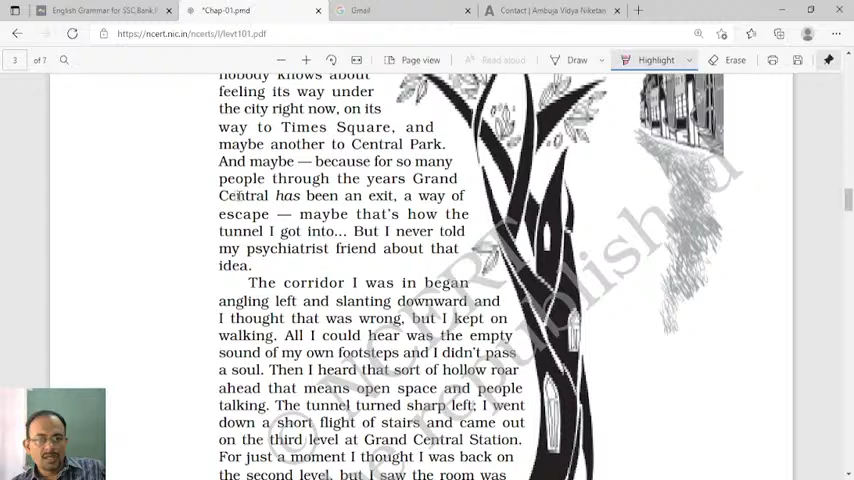 English Grammar for SSC,Bank,F
*Chap-01.pmd
Gmail
Contact | Ambuja Vidya Niketan
https://ncert.nic.in/ncerts/l/levt101.pdf
3 of 7
Page view
Read aloud
Draw
Highlight
Erase
nobody knows about
feeling its way under
the city right now, on its
way to Times Square, and
maybe another to Central Park.
And maybe — because for so many
people through the years Grand
Central has been an exit, a way of
escape — maybe that's how the
tunnel I got into... But I never told
my psychiatrist friend about that
idea.
The corridor I was in began
angling left and slanting downward and
I thought that was wrong, but I kept on
walking. All I could hear was the empty
sound of my own footsteps and I didn't pass
a soul. Then I heard that sort of hollow roar
ahead that means open space and people
talking. The tunnel turned sharp left; I went
down a short flight of stairs and came out
on the third level at Grand Central Station.
For just a moment I thought I was back on
the second level, but I saw the room was
© NCERT
be republished